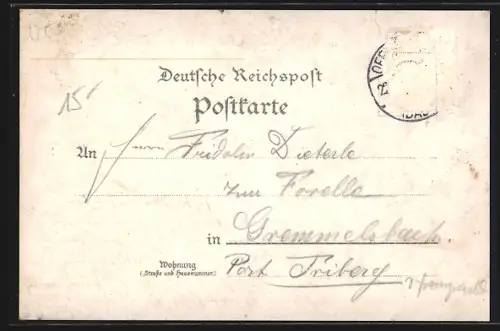 Deutsche Reichspost
Postkarte
15
An Herrn Fridolin Dieterle
zur Forelle
in Gremmelsbach
Wohnung
(Straße und Hausnummer)
Post Triberg